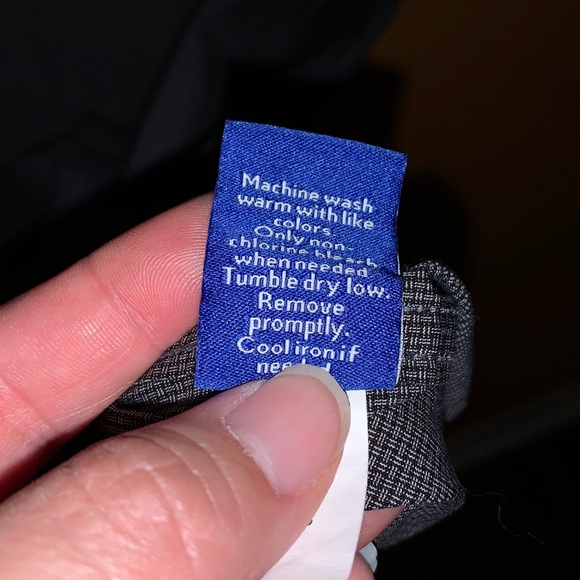 Machine wash
warm with like
colors.
Only non-
chlorine bleach
when needed
Tumble dry low.
Remove
promptly.
Cool iron if
needed.